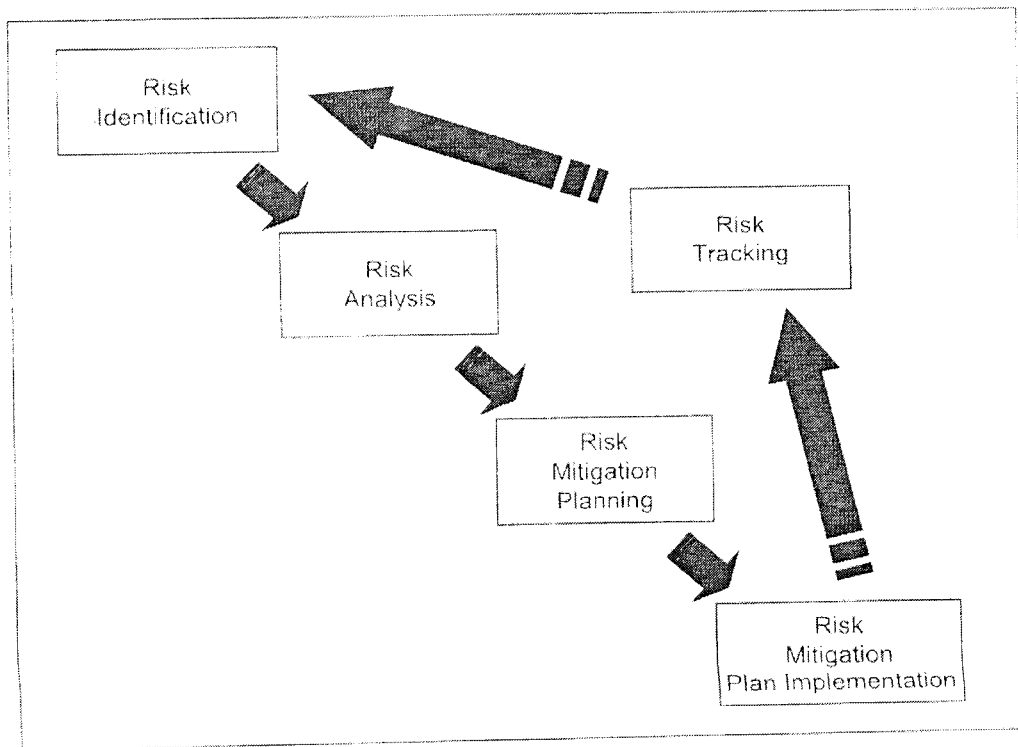 Risk
Identification
Risk
Analysis
Risk
Mitigation
Planning
Risk
Mitigation
Plan Implementation
Risk
Tracking